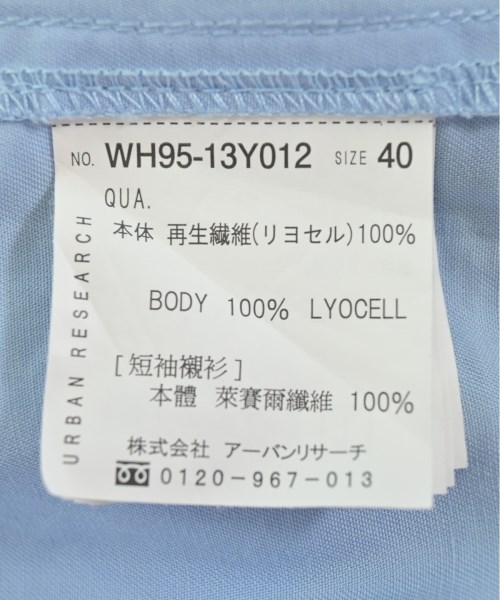 NO. WH95-13Y012 SIZE 40
QUA.
本体 再生繊維(リヨセル)100%
BODY 100% LYOCELL
[短袖襯衫]
本體 萊賽爾纖維 100%
株式会社 アーバンリサーチ
0120-967-013
URBAN RESEARCH